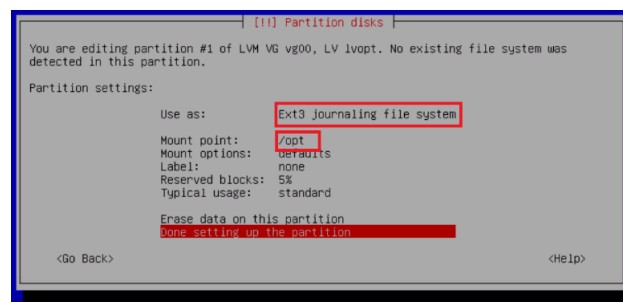 [!!] Partition disks
You are editing partition #1 of LVM VG vg00, LV lvopt. No existing file system was
detected in this partition.
Partition settings:
Use as: Ext3 journaling file system
Mount point: /opt
Mount options: defaults
Label: none
Reserved blocks: 5%
Typical usage: standard
Erase data on this partition
Done setting up the partition
<Go Back> <Help>